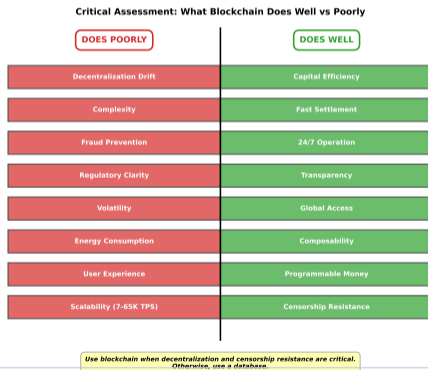 Critical Assessment: What Blockchain Does Well vs Poorly
DOES POORLY
DOES WELL
Decentralization Drift
Capital Efficiency
Complexity
Fast Settlement
Fraud Prevention
24/7 Operation
Regulatory Clarity
Transparency
Volatility
Global Access
Energy Consumption
Composability
User Experience
Programmable Money
Scalability (7-65K TPS)
Censorship Resistance
Use blockchain when decentralization and censorship resistance are critical.
Otherwise, use a database.